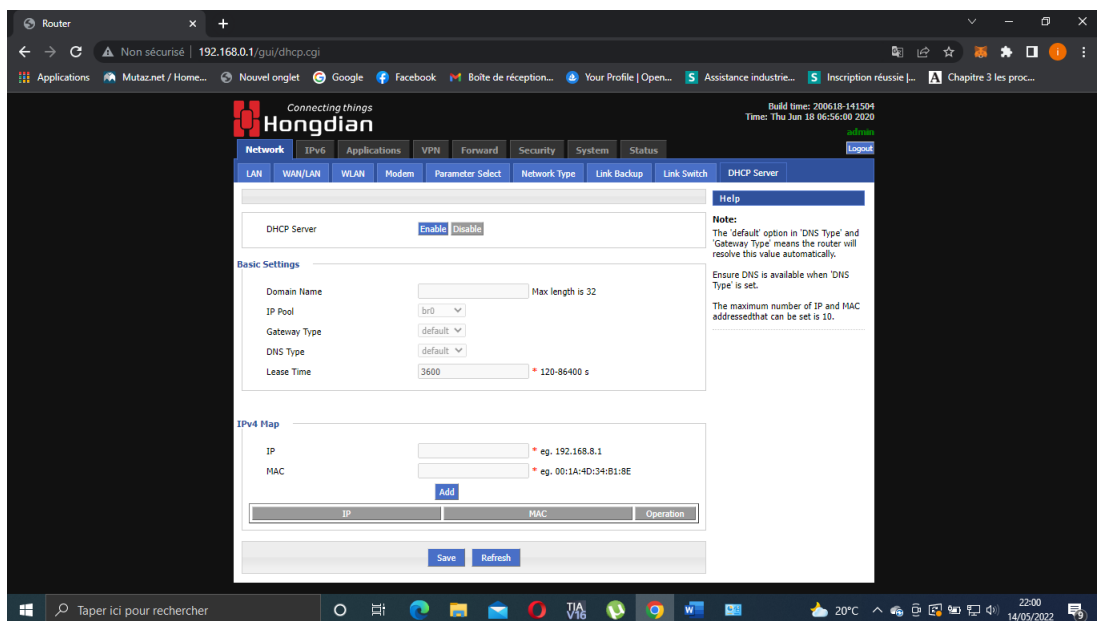 Router
Non sécurisé | 192.168.0.1/gui/dhcp.cgi
Applications Mutaz.net / Home... Nouvel onglet Google Facebook Boîte de réception... Your Profile | Open... Assistance industrie... Inscription réussie |... Chapitre 3 les proc...
Connecting things
Hongdian
Build time: 200618-141504
Time: Thu Jun 18 06:56:00 2020
admin
Logout
Network IPv6 Applications VPN Forward Security System Status
LAN WAN/LAN WLAN Modem Parameter Select Network Type Link Backup Link Switch DHCP Server
DHCP Server Enable Disable
Basic Settings
Domain Name Max length is 32
IP Pool br0
Gateway Type default
DNS Type default
Lease Time 3600 * 120-86400 s
IPv4 Map
IP * eg. 192.168.8.1
MAC * eg. 00:1A:4D:34:B1:8E
Add
IP MAC Operation
Save Refresh
Help
Note:
The 'default' option in 'DNS Type' and
'Gateway Type' means the router will
resolve this value automatically.
Ensure DNS is available when 'DNS
Type' is set.
The maximum number of IP and MAC
addressedthat can be set is 10.
Taper ici pour rechercher
TIA
V16
20°C
22:00
14/05/2022
9